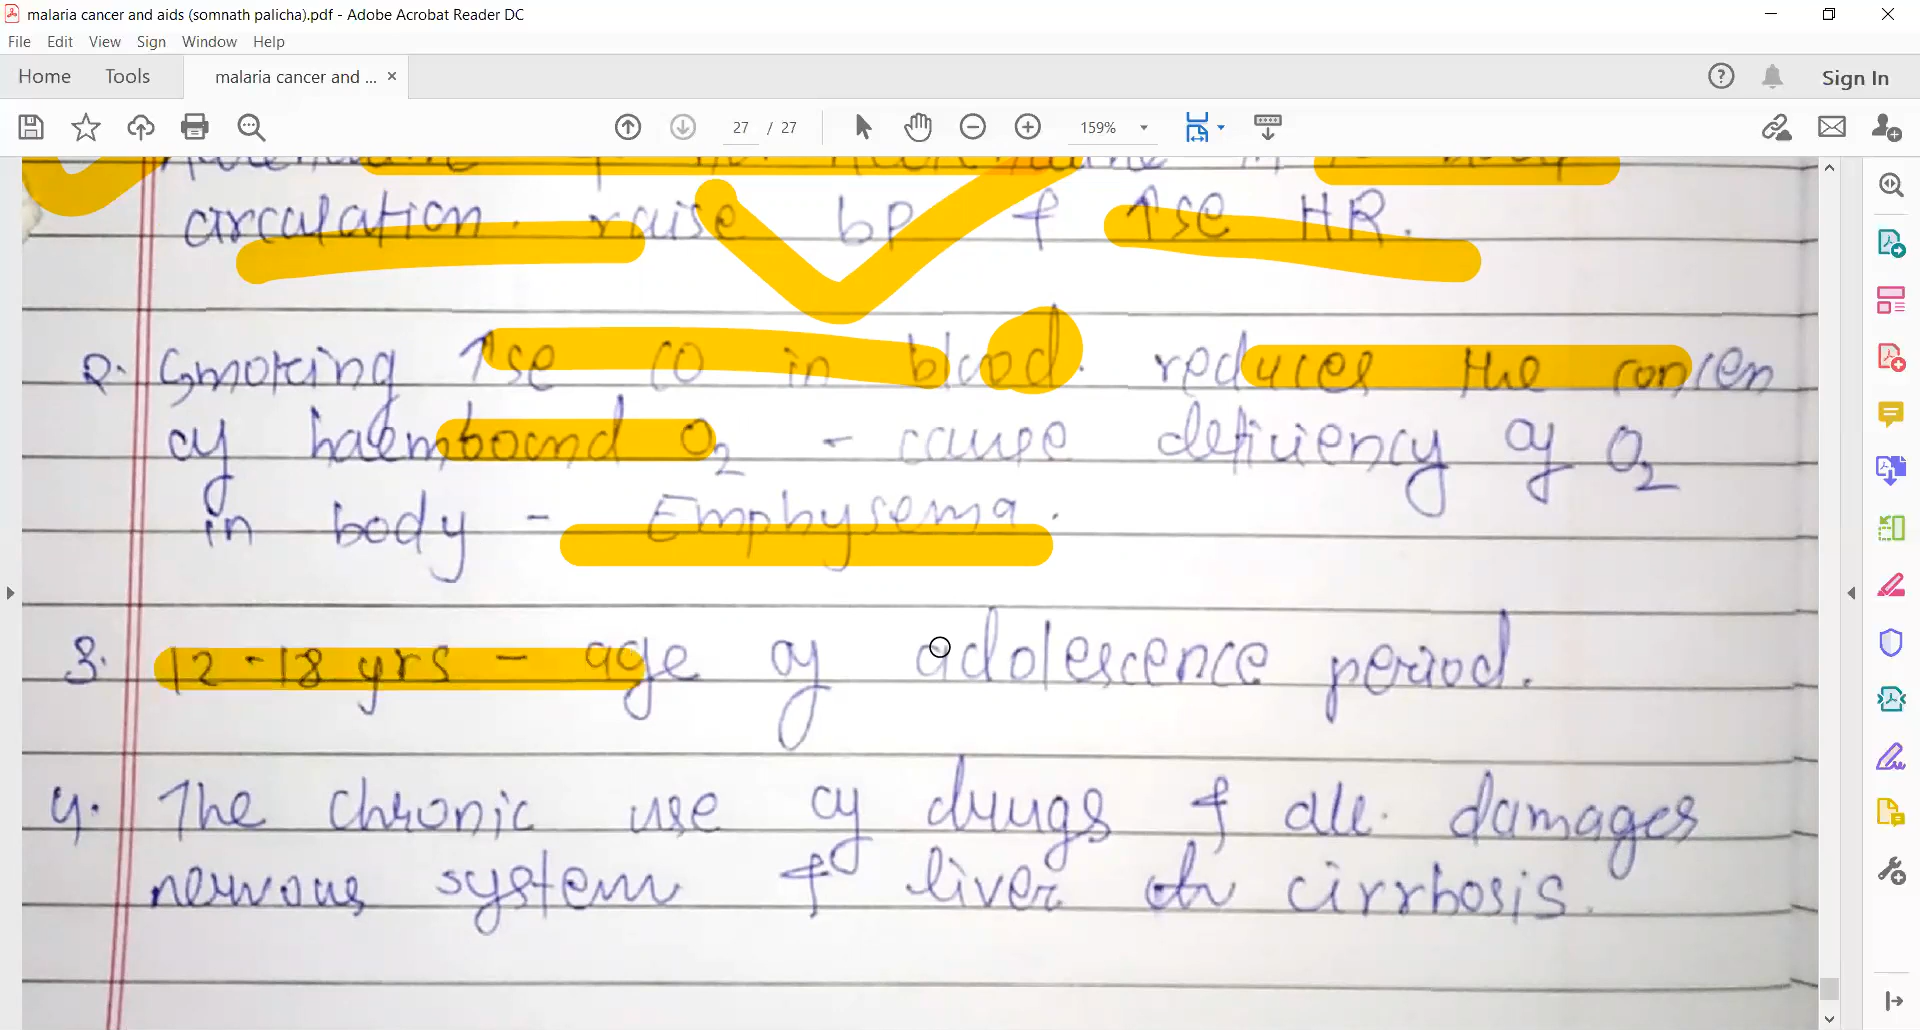 malaria cancer and aids (somnath palicha).pdf - Adobe Acrobat Reader DC
File Edit View Sign Window Help
Home Tools malaria cancer and ... × Sign In
27 / 27 159%
circulation. raise bP & ↑se HR.
2. Smoking ↑se CO in blood. reduces the concen
of haembound O2 - cause deficiency of O2
in body - Emphysema.
3. 12-18 yrs - age of adolescence period.
4. The chronic use of drugs & alc. damages
nervous system & liver cirrhosis.